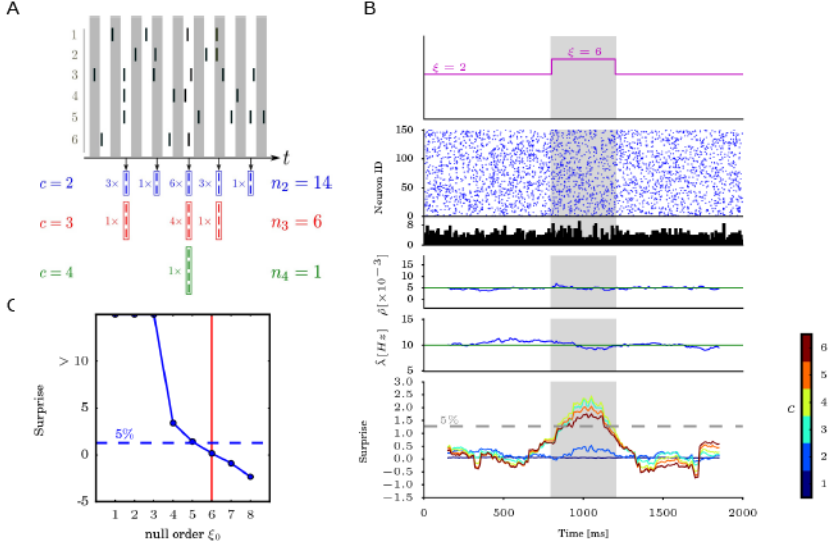 A
1
2
3
4
5
6
t
c = 2 3× 1× 6× 3× 1× n₂ = 14
c = 3 1× 4× 1× n₃ = 6
c = 4 1× n₄ = 1
C
Surprise
>
15
5
0
−5
5%
1 2 3 4 5 6 7 8
null order ξ₀
B
ξ = 2
ξ = 6
Neuron ID
150
100
50
0
8
4
0
ρ̂[×10⁻³]
15
10
5
0
λ̂[Hz]
15
10
5
Surprise
3.0
2.5
2.0
1.5
1.0
0.5
0.0
−0.5
−1.0
−1.5
5%
0 500 1000 1500 2000
Time [ms]
c
6
5
4
3
2
1